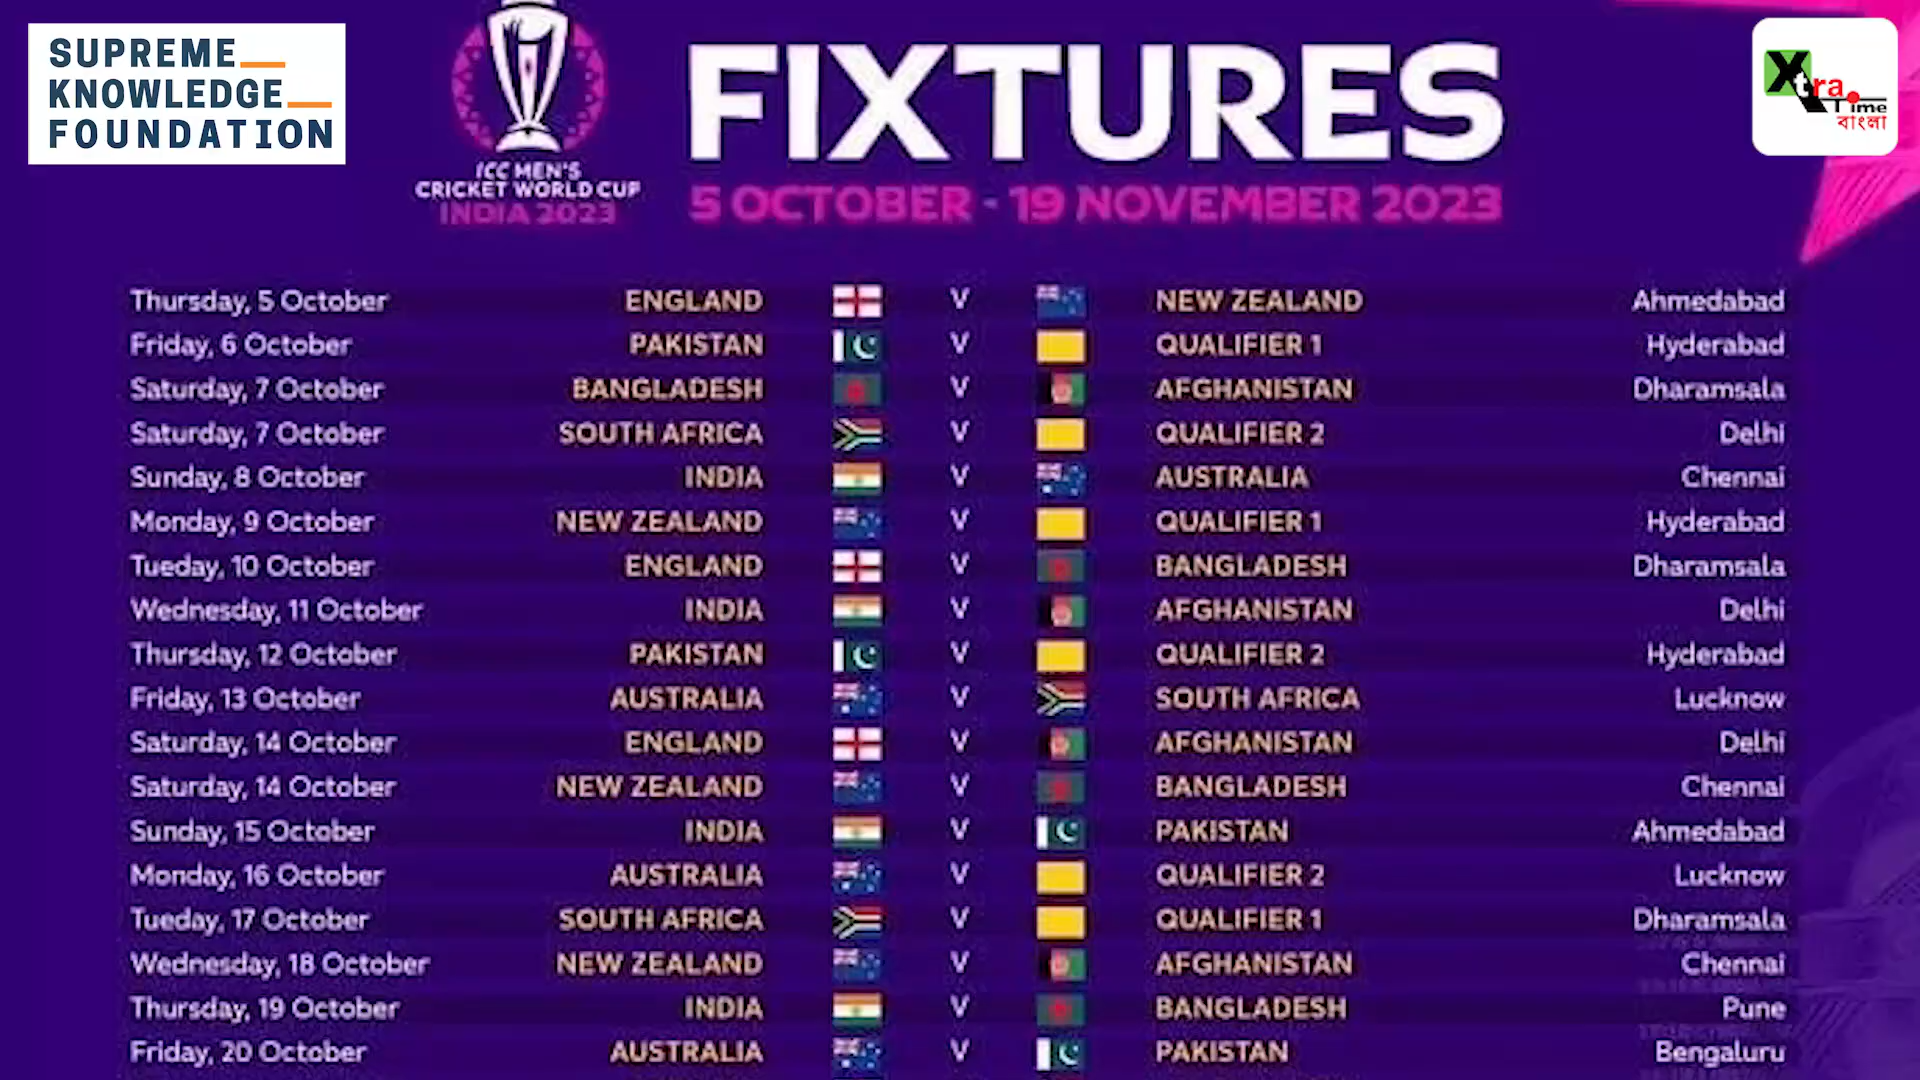 SUPREME
KNOWLEDGE
FOUNDATION
ICC MEN'S
CRICKET WORLD CUP
INDIA 2023
FIXTURES
5 OCTOBER - 19 NOVEMBER 2023
Xtra
Time
বাংলা
Thursday, 5 October ENGLAND V NEW ZEALAND Ahmedabad
Friday, 6 October PAKISTAN V QUALIFIER 1 Hyderabad
Saturday, 7 October BANGLADESH V AFGHANISTAN Dharamsala
Saturday, 7 October SOUTH AFRICA V QUALIFIER 2 Delhi
Sunday, 8 October INDIA V AUSTRALIA Chennai
Monday, 9 October NEW ZEALAND V QUALIFIER 1 Hyderabad
Tueday, 10 October ENGLAND V BANGLADESH Dharamsala
Wednesday, 11 October INDIA V AFGHANISTAN Delhi
Thursday, 12 October PAKISTAN V QUALIFIER 2 Hyderabad
Friday, 13 October AUSTRALIA V SOUTH AFRICA Lucknow
Saturday, 14 October ENGLAND V AFGHANISTAN Delhi
Saturday, 14 October NEW ZEALAND V BANGLADESH Chennai
Sunday, 15 October INDIA V PAKISTAN Ahmedabad
Monday, 16 October AUSTRALIA V QUALIFIER 2 Lucknow
Tueday, 17 October SOUTH AFRICA V QUALIFIER 1 Dharamsala
Wednesday, 18 October NEW ZEALAND V AFGHANISTAN Chennai
Thursday, 19 October INDIA V BANGLADESH Pune
Friday, 20 October AUSTRALIA V PAKISTAN Bengaluru